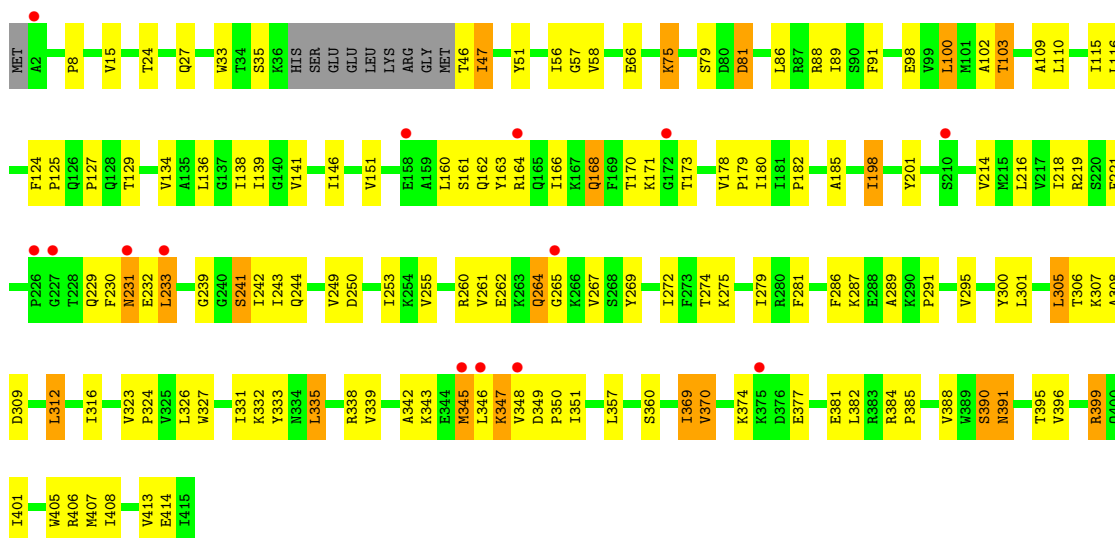 MET A2 P8 V15 T24 Q27 W33 T34 S35 K36 HIS SER GLU GLU LEU LYS ARG GLY MET T46 I47 Y51 I56 G57 V58 E66 K75 S79 D80 D81 L86 R87 R88 I89 S90 F91 E98 V99 L100 M101 A102 T103 A109 L110 I115 L116
F124 P125 Q126 P127 Q128 T129 V134 A135 L136 G137 I138 I139 G140 V141 I146 V151 E158 A159 L160 S161 Q162 Y163 R164 Q165 I166 K167 Q168 F169 T170 K171 G172 T173 V178 P179 I180 I181 P182 A185 I198 Y201 S210 V214 M215 L216 V217 I218 R219 S220 E221
P226 G227 T228 Q229 F230 N231 E232 L233 G239 G240 S241 I242 I243 Q244 V249 D250 I253 K254 V255 R260 V261 E262 K263 Q264 G265 K266 V267 S268 Y269 I272 F273 T274 K275 I279 R280 F281 F286 K287 E288 A289 K290 P291 V295 Y300 L301 L305 T306 K307 A308
D309 L312 I316 V323 P324 V325 L326 W327 I331 K332 Y333 N334 L335 R338 V339 A342 K343 E344 M345 L346 K347 V348 D349 P350 I351 L357 S360 I369 V370 K374 K375 D376 E377 E381 L382 R383 R384 P385 V388 W389 S390 N391 T395 V396 R399
I401 W405 R406 M407 I408 V413 E414 I415